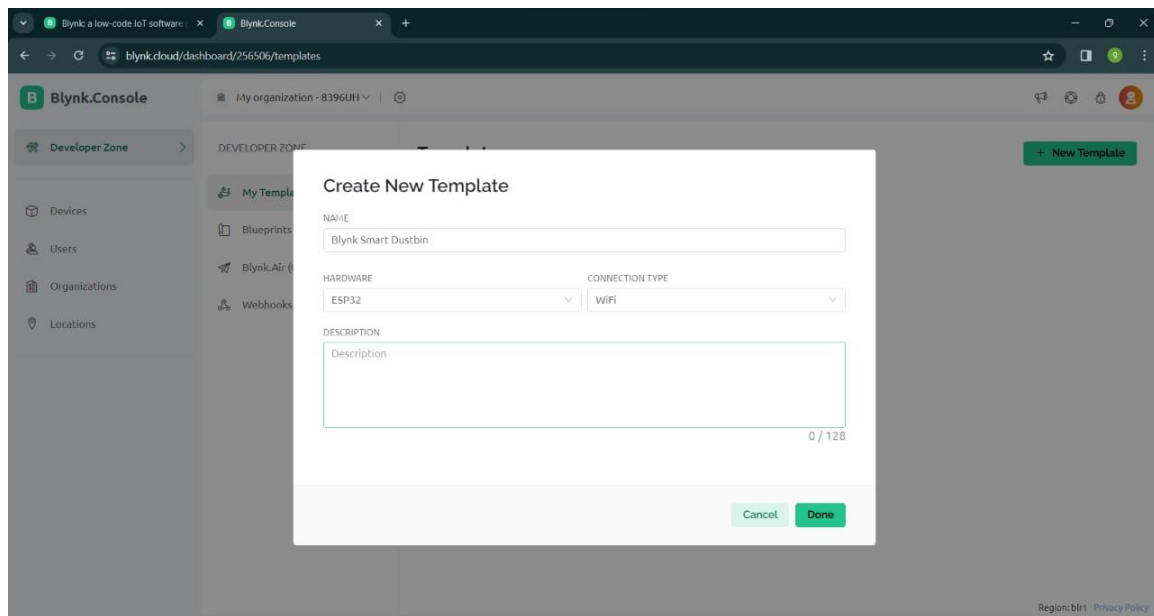 Blynk: a low-code IoT software
Blynk.Console
blynk.cloud/dashboard/256506/templates
B Blynk.Console
My organization - 8396UH
Developer Zone
DEVELOPER ZONE
+ New Template
Devices
Users
Organizations
Locations
My Templa
Blueprints
Blynk.Air (
Webhooks
Create New Template
NAME
Blynk Smart Dustbin
HARDWARE
CONNECTION TYPE
ESP32
WiFi
DESCRIPTION
Description
0 / 128
Cancel
Done
Region: blr1 Privacy Policy